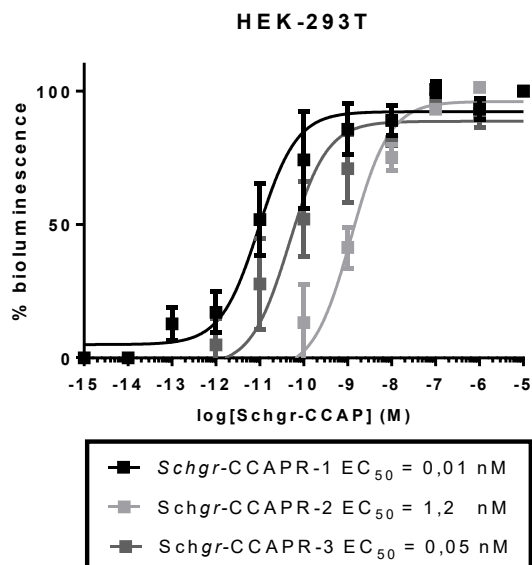 HEK-293T
% bioluminescence
100
50
0
-15 -14 -13 -12 -11 -10 -9 -8 -7 -6 -5
log[Schgr-CCAP] (M)
Schgr-CCAPR-1 EC50 = 0,01 nM
Schgr-CCAPR-2 EC50 = 1,2 nM
Schgr-CCAPR-3 EC50 = 0,05 nM